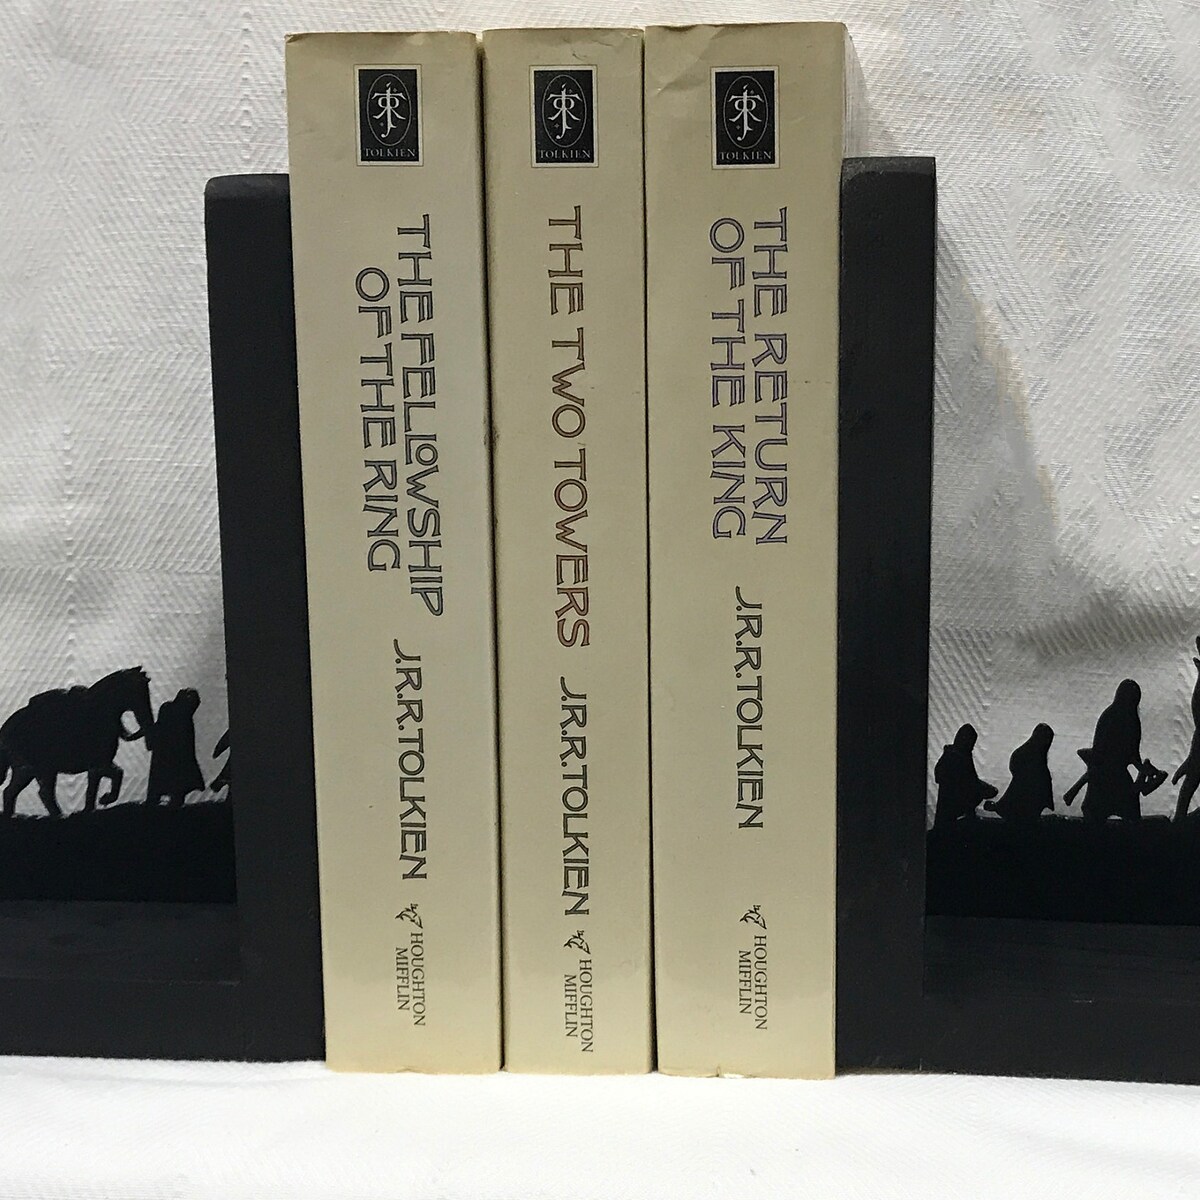 TOLKIEN
THE FELLOWSHIP
OF THE RING
J.R.R. TOLKIEN
HOUGHTON
MIFFLIN
TOLKIEN
THE TWO TOWERS
J.R.R. TOLKIEN
HOUGHTON
MIFFLIN
TOLKIEN
THE RETURN
OF THE KING
J.R.R. TOLKIEN
HOUGHTON
MIFFLIN